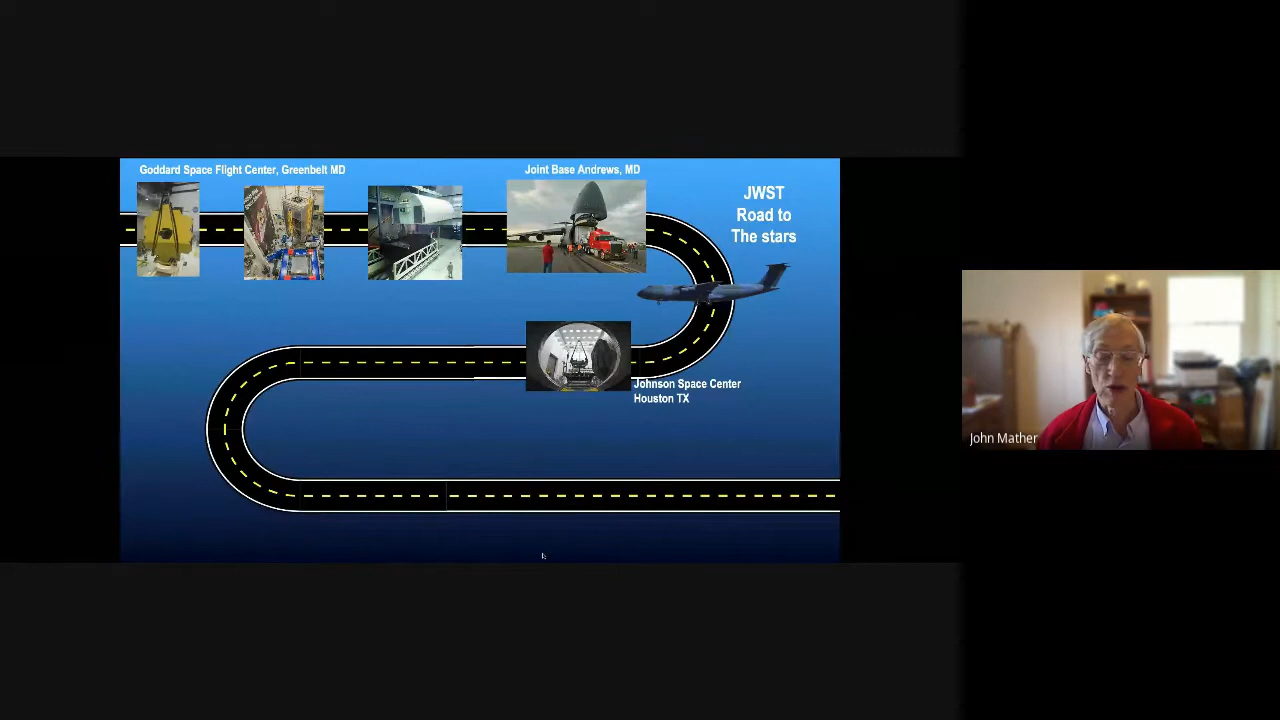 Goddard Space Flight Center, Greenbelt MD
Joint Base Andrews, MD
JWST
Road to
The stars
Johnson Space Center
Houston TX
John Mather